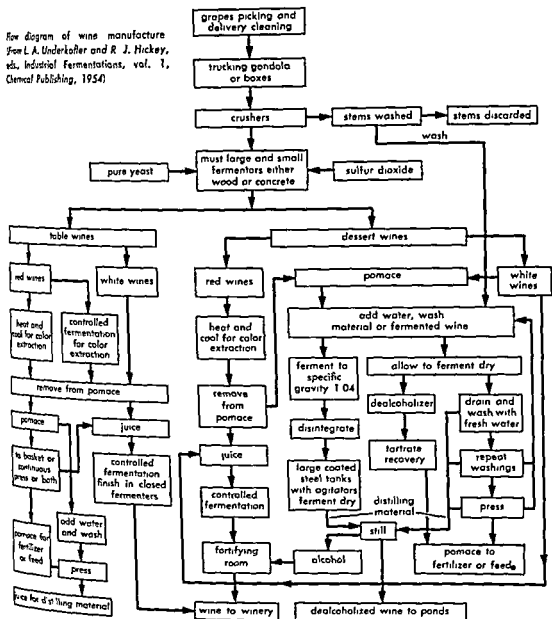 flow diagram of wine manufacture
(from L. A. Underkofler and R. J. Hickey,
eds, Industrial Fermentations, vol. 1,
Chemical Publishing, 1954)
grapes picking and
delivery cleaning
trucking gondola
or boxes
crushers
stems washed
stems discarded
wash
pure yeast
must large and small
fermentors either
wood or concrete
sulfur dioxide
table wines
dessert wines
red wines
white wines
red wines
pomace
white
wines
heat and
cool for color
extraction
controlled
fermentation
for color
extraction
heat and
cool for color
extraction
add water, wash
material or fermented wine
ferment to
specific
gravity 1 04
allow to ferment dry
remove from pomace
remove
from
pomace
dealcoholizer
drain and
wash with
fresh water
pomace
juice
disintegrate
tartrate
recovery
repeat
washings
to basket or
continuous
press or both
controlled
fermentation
finish in closed
fermenters
juice
large coated
steel tanks
with agitators
ferment dry
press
controlled
fermentation
distilling
material
add water
and wash
still
pomace for
fertilizer
or feed
press
fortifying
room
alcohol
pomace to
fertilizer or feed
juice for distilling material
wine to winery
dealcoholized wine to ponds